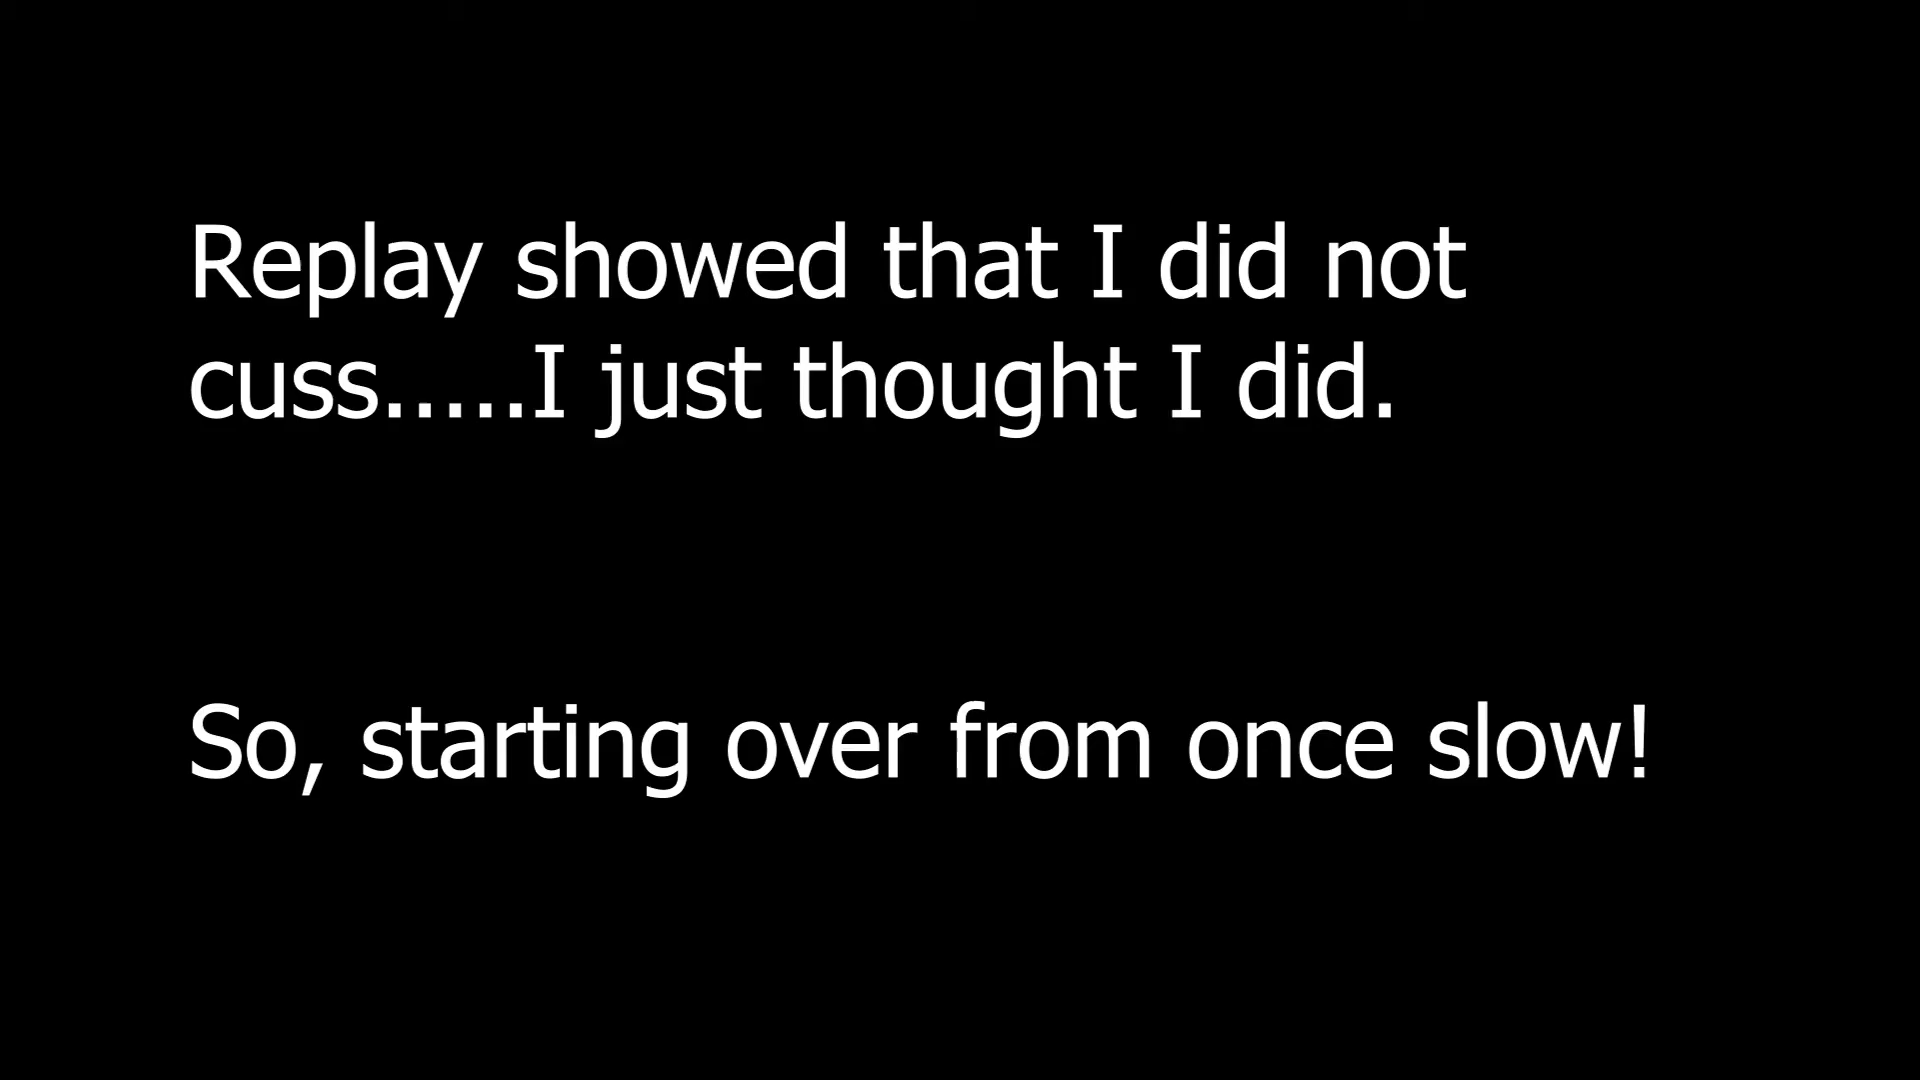 Replay showed that I did not
cuss.....I just thought I did.
So, starting over from once slow!